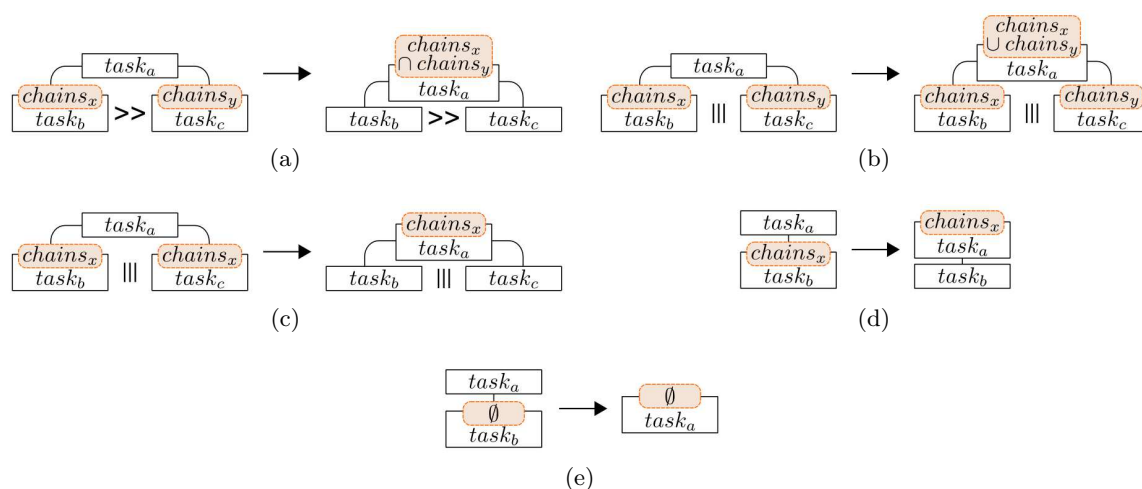 task_a
chains_x chains_y
task_b >> task_c
chains_x
∩ chains_y
task_a
task_b >> task_c
(a)
task_a
chains_x chains_y
task_b ||| task_c
chains_x
∪ chains_y
task_a
chains_x chains_y
task_b ||| task_c
(b)
task_a
chains_x chains_x
task_b ||| task_c
chains_x
task_a
task_b ||| task_c
(c)
task_a
chains_x
task_b
chains_x
task_a
task_b
(d)
task_a
∅
task_b
∅
task_a
(e)